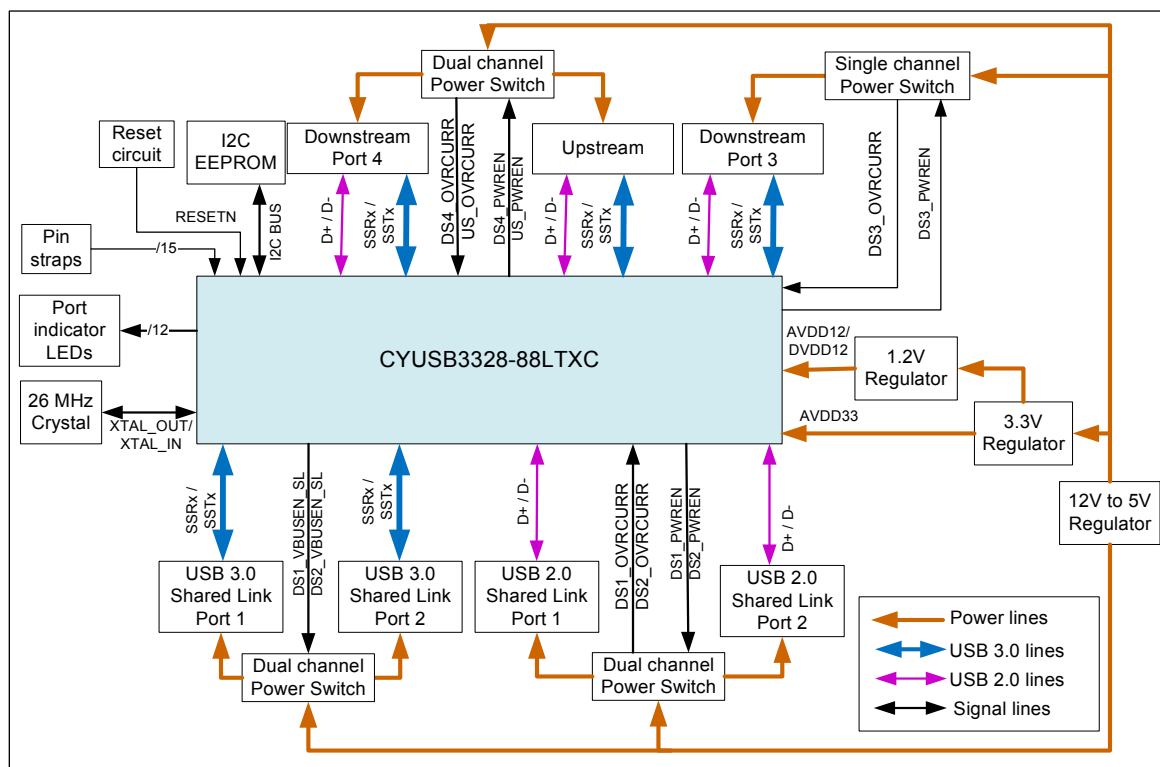 Dual channel
Power Switch
Single channel
Power Switch
Reset
circuit
I2C
EEPROM
Downstream
Port 4
DS4_OVRCURR
US_OVRCURR
DS4_PWREN
US_PWREN
Upstream
Downstream
Port 3
DS3_OVRCURR
DS3_PWREN
RESETN
I2C BUS
D+ / D-
SSRx /
SSTx
D+ / D-
SSRx /
SSTx
D+ / D-
SSRx /
SSTx
Pin
straps
/15
Port
indicator
LEDs
/12
CYUSB3328-88LTXC
AVDD12/
DVDD12
1.2V
Regulator
26 MHz
Crystal
XTAL_OUT/
XTAL_IN
AVDD33
3.3V
Regulator
12V to 5V
Regulator
SSRx /
SSTx
DS1_VBUSEN_SL
DS2_VBUSEN_SL
SSRx /
SSTx
D+ / D-
DS1_OVRCURR
DS2_OVRCURR
DS1_PWREN
DS2_PWREN
D+ / D-
USB 3.0
Shared Link
Port 1
USB 3.0
Shared Link
Port 2
USB 2.0
Shared Link
Port 1
USB 2.0
Shared Link
Port 2
Dual channel
Power Switch
Dual channel
Power Switch
Power lines
USB 3.0 lines
USB 2.0 lines
Signal lines